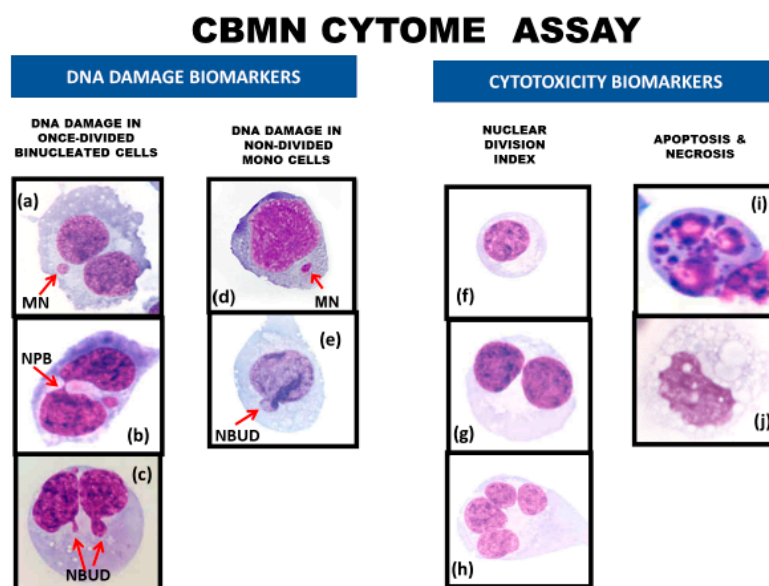 CBMN CYTOME ASSAY
DNA DAMAGE BIOMARKERS
DNA DAMAGE IN
ONCE-DIVIDED
BINUCLEATED CELLS
(a)
MN
NPB
(b)
(c)
NBUD
DNA DAMAGE IN
NON-DIVIDED
MONO CELLS
(d)
MN
(e)
NBUD
CYTOTOXICITY BIOMARKERS
NUCLEAR
DIVISION
INDEX
(f)
(g)
(h)
APOPTOSIS &
NECROSIS
(i)
(j)